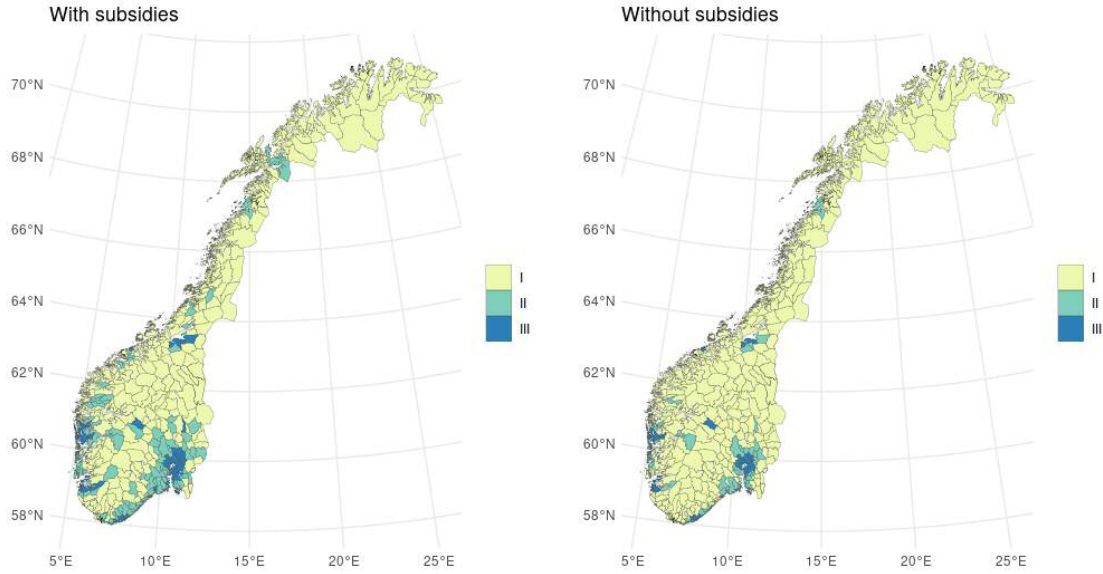 With subsidies
70°N
68°N
66°N
64°N
62°N
60°N
58°N
5°E 10°E 15°E 20°E 25°E
I
II
III
Without subsidies
70°N
68°N
66°N
64°N
62°N
60°N
58°N
5°E 10°E 15°E 20°E 25°E
I
II
III